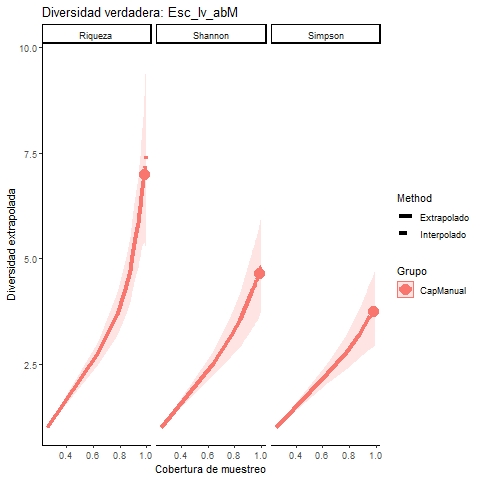 Diversidad verdadera: Esc_lv_abM
Riqueza
Shannon
Simpson
10.0
7.5
5.0
2.5
Diversidad extrapolada
0.4 0.6 0.8 1.0
0.4 0.6 0.8 1.0
0.4 0.6 0.8 1.0
Cobertura de muestreo
Method
Extrapolado
Interpolado
Grupo
CapManual